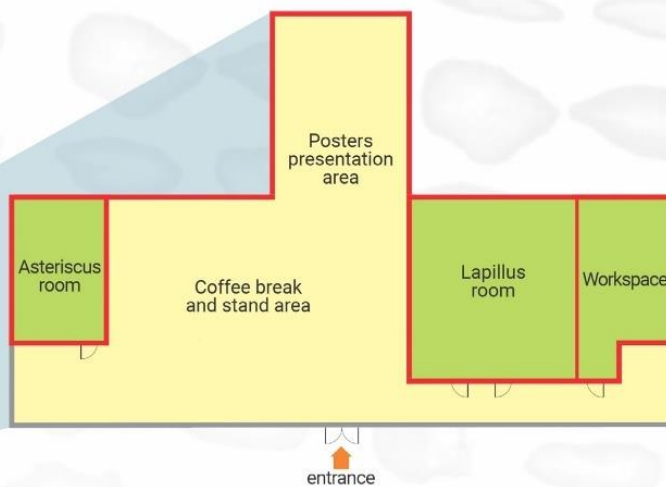 Posters
presentation
area
Asteriscus
room
Coffee break
and stand area
Lapillus
room
Workspace
entrance